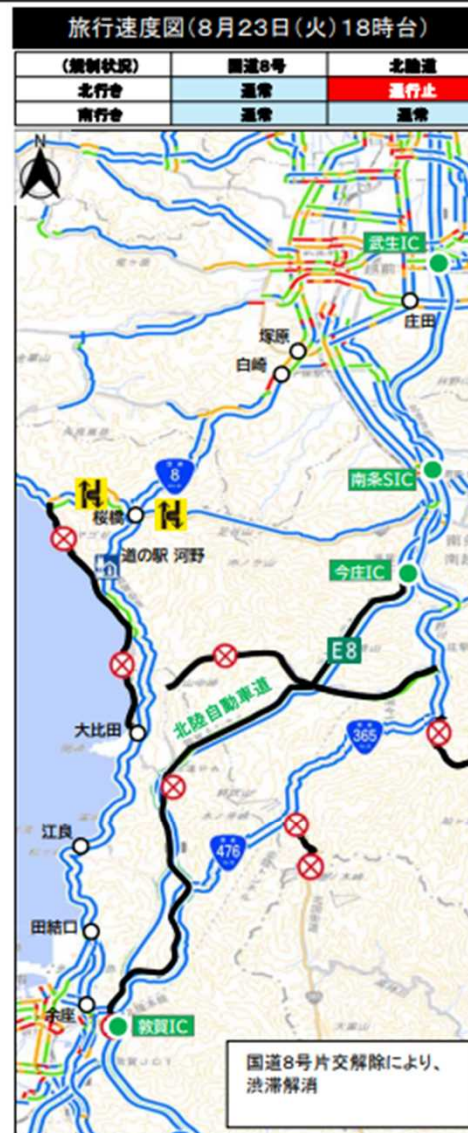 旅行速度図(8月23日(火)18時台)
(規制状況)
国道8号
北陸道
北行き
通常
通行止
南行き
通常
通常
N
武生IC
庄田
塚原
白崎
8
南条SIC
桜橋
道の駅 河野
今庄IC
E8
北陸自動車道
大比田
365
江良
476
田結口
余座
敦賀IC
国道8号片交解除により、
渋滞解消